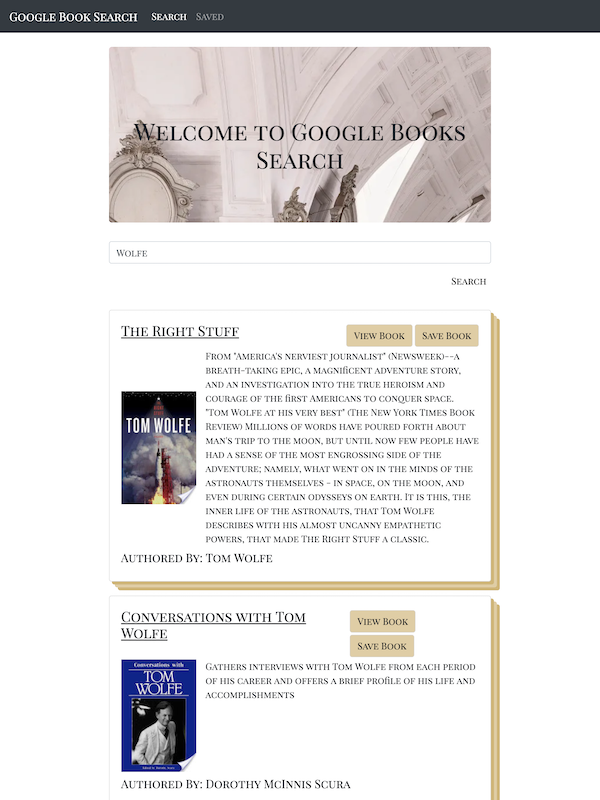 Google Book Search Search Saved
Welcome to Google Books
Search
Wolfe
Search
The Right Stuff
View Book Save Book
From "America's nerviest journalist" (Newsweek)--a
breath-taking epic, a magnificent adventure story,
and an investigation into the true heroism and
courage of the first Americans to conquer space.
"Tom Wolfe at his very best" (The New York Times Book
Review) Millions of words have poured forth about
man's trip to the moon, but until now few people have
had a sense of the most engrossing side of the
adventure; namely, what went on in the minds of the
astronauts themselves - in space, on the moon, and
even during certain odysseys on earth. It is this, the
inner life of the astronauts, that Tom Wolfe
describes with his almost uncanny empathetic
powers, that made The Right Stuff a classic.
TOM WOLFE
Authored By: Tom Wolfe
Conversations with Tom
Wolfe
View Book
Save Book
Conversations with
TOM
WOLFE
Edited by Dorothy Scura
Gathers interviews with Tom Wolfe from each period
of his career and offers a brief profile of his life and
accomplishments
Authored By: Dorothy McInnis Scura